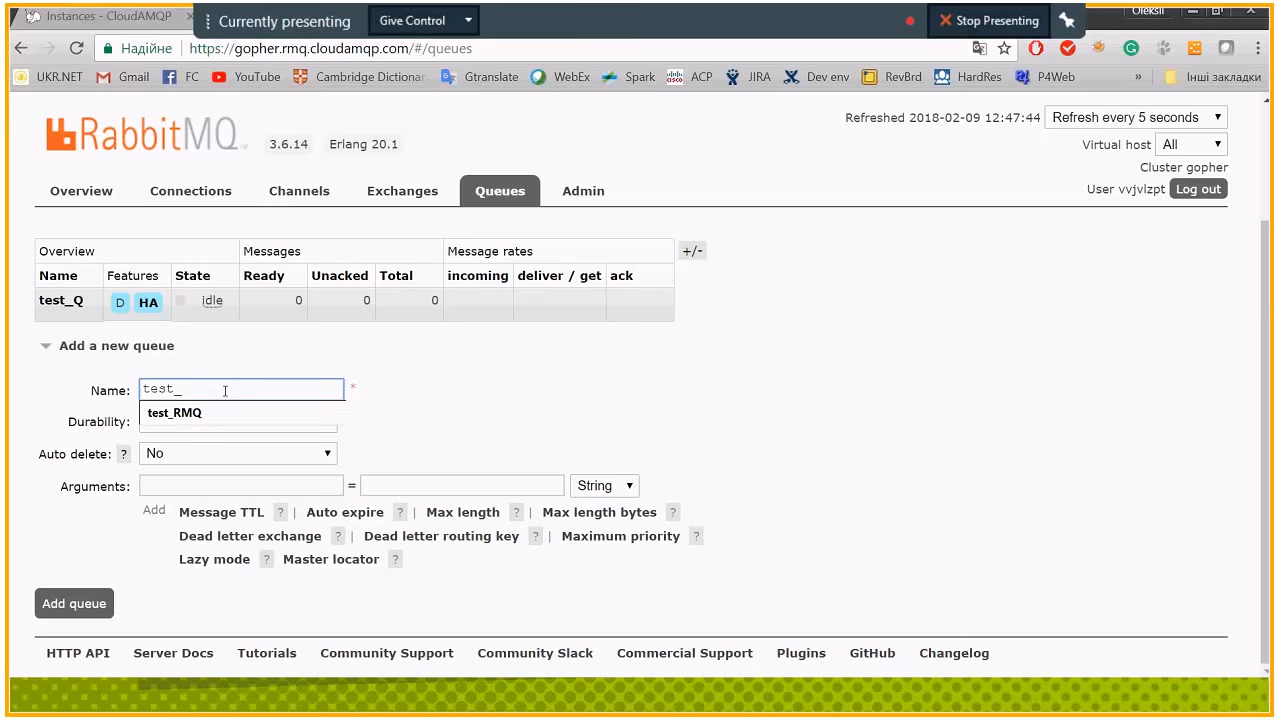 Instances - CloudAMQP
Currently presenting
Give Control
Stop Presenting
Oleksii
Надійне
https://gopher.rmq.cloudamqp.com/#/queues
UKR.NET
Gmail
FC
YouTube
Cambridge Dictionar
Gtranslate
WebEx
Spark
ACP
JIRA
Dev env
RevBrd
HardRes
P4Web
»
Інші закладки
RabbitMQ
3.6.14
Erlang 20.1
Refreshed 2018-02-09 12:47:44
Refresh every 5 seconds
Virtual host
All
Cluster gopher
User vvjvlzpt
Log out
Overview
Connections
Channels
Exchanges
Queues
Admin
Overview
Messages
Message rates
+/-
Name
Features
State
Ready
Unacked
Total
incoming
deliver / get
ack
test_Q
D
HA
idle
0
0
0
Add a new queue
Name:
test_
*
test_RMQ
Durability:
Auto delete:
?
No
Arguments:
=
String
Add
Message TTL ? | Auto expire ? | Max length ? | Max length bytes ?
Dead letter exchange ? | Dead letter routing key ? | Maximum priority ?
Lazy mode ? Master locator ?
Add queue
HTTP API
Server Docs
Tutorials
Community Support
Community Slack
Commercial Support
Plugins
GitHub
Changelog